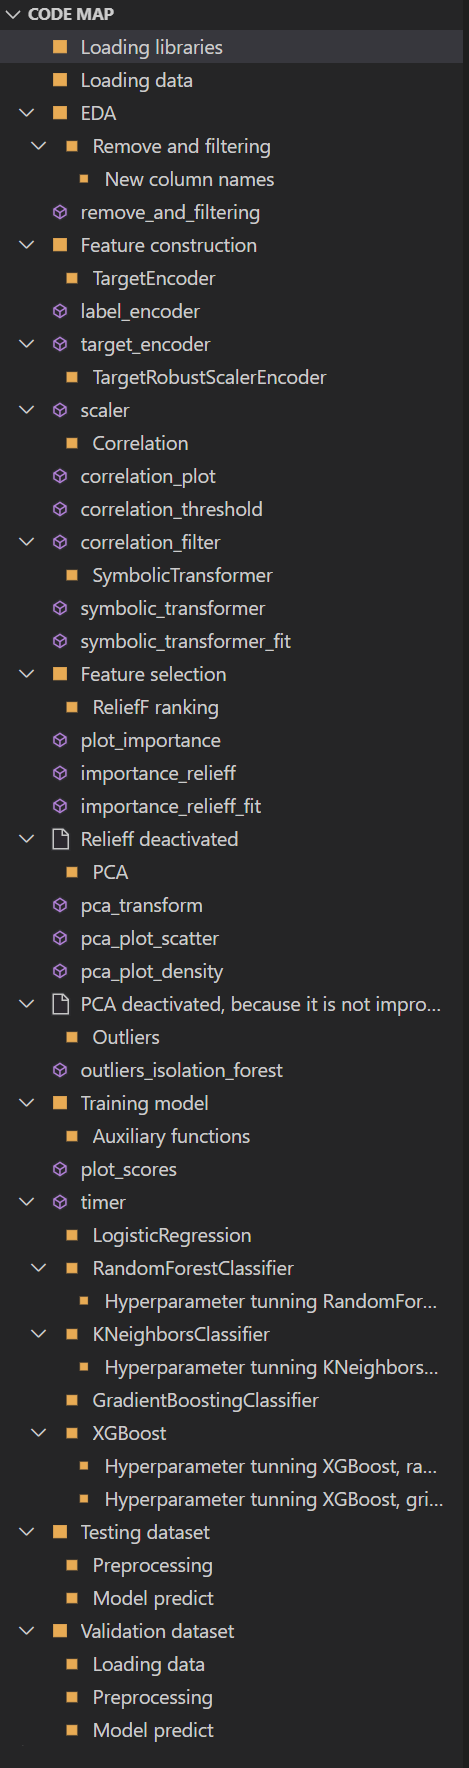 CODE MAP
Loading libraries
Loading data
EDA
Remove and filtering
New column names
remove_and_filtering
Feature construction
TargetEncoder
label_encoder
target_encoder
TargetRobustScalerEncoder
scaler
Correlation
correlation_plot
correlation_threshold
correlation_filter
SymbolicTransformer
symbolic_transformer
symbolic_transformer_fit
Feature selection
ReliefF ranking
plot_importance
importance_relieff
importance_relieff_fit
Relieff deactivated
PCA
pca_transform
pca_plot_scatter
pca_plot_density
PCA deactivated, because it is not impro...
Outliers
outliers_isolation_forest
Training model
Auxiliary functions
plot_scores
timer
LogisticRegression
RandomForestClassifier
Hyperparameter tunning RandomFor...
KNeighborsClassifier
Hyperparameter tunning KNeighbors...
GradientBoostingClassifier
XGBoost
Hyperparameter tunning XGBoost, ra...
Hyperparameter tunning XGBoost, gri...
Testing dataset
Preprocessing
Model predict
Validation dataset
Loading data
Preprocessing
Model predict